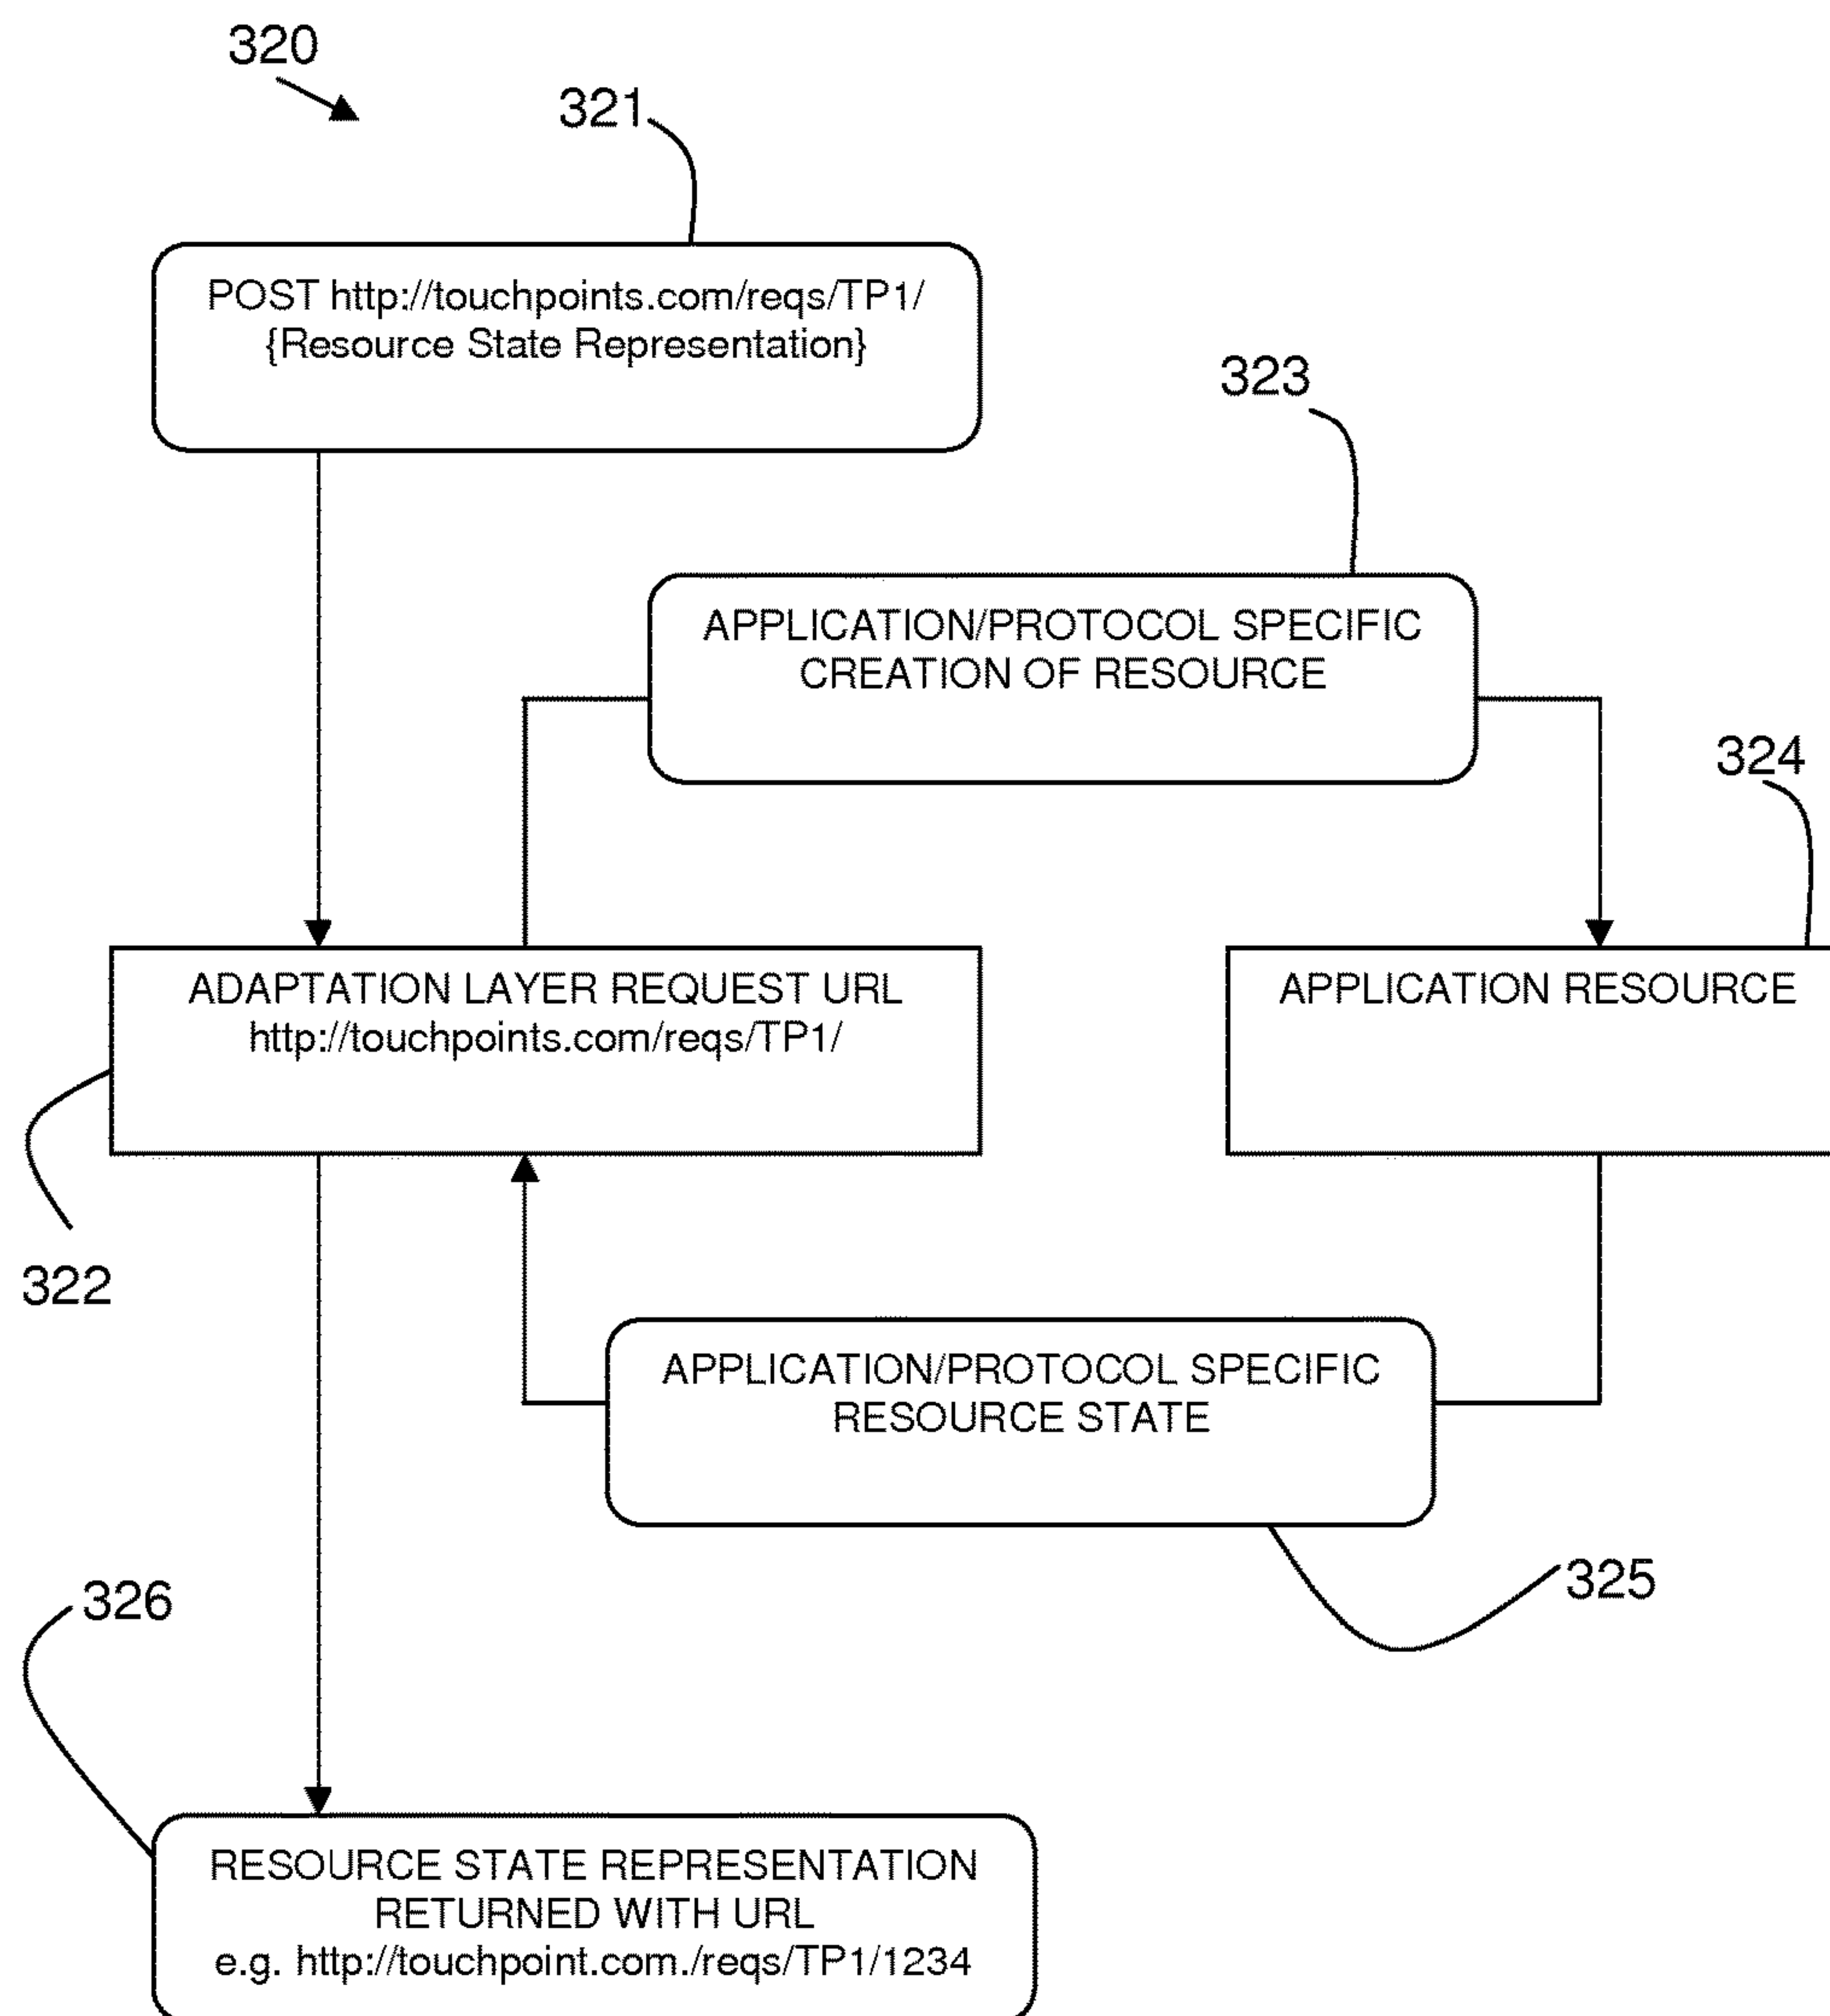 320
321
POST http://touchpoints.com/reqs/TP1/
{Resource State Representation}
323
APPLICATION/PROTOCOL SPECIFIC
CREATION OF RESOURCE
324
ADAPTATION LAYER REQUEST URL
http://touchpoints.com/reqs/TP1/
APPLICATION RESOURCE
322
APPLICATION/PROTOCOL SPECIFIC
RESOURCE STATE
325
326
RESOURCE STATE REPRESENTATION
RETURNED WITH URL
e.g. http://touchpoint.com./reqs/TP1/1234